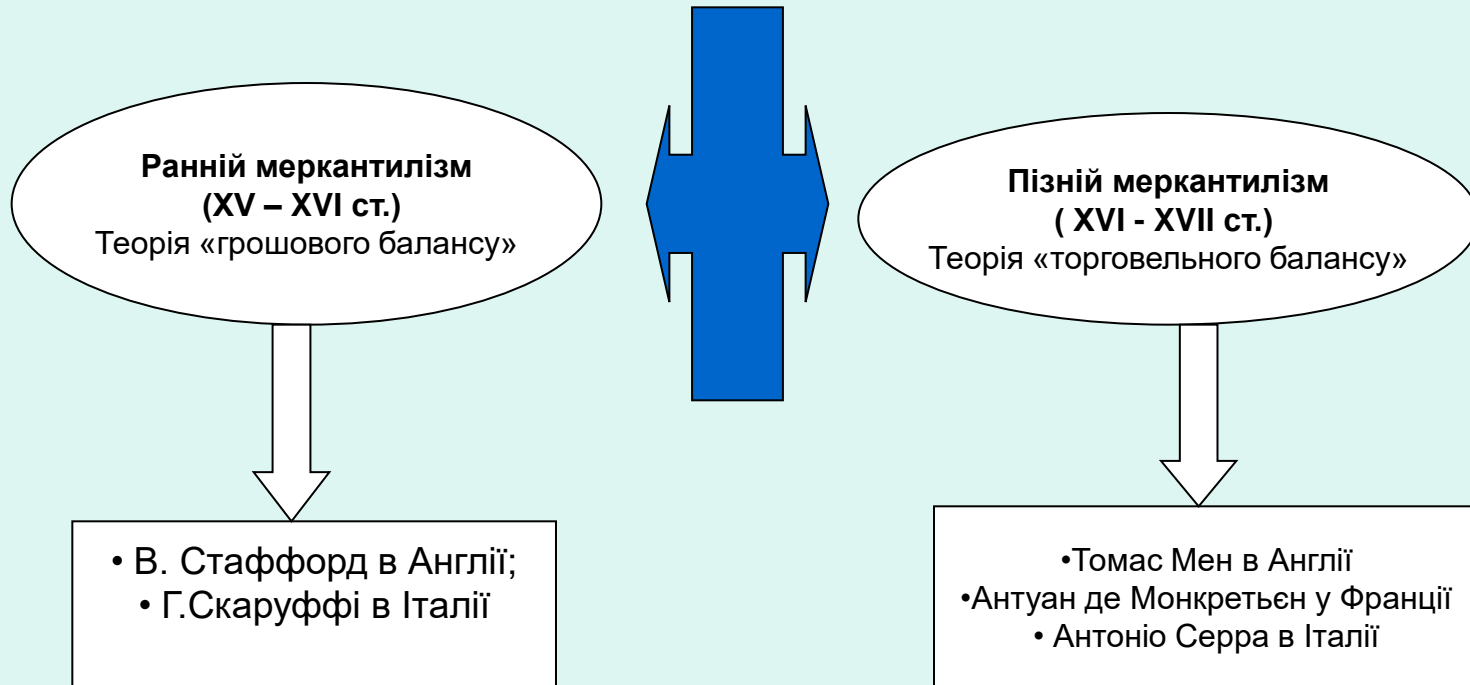 Ранній меркантилізм
(XV – XVI ст.)
Теорія «грошового балансу»
Пізній меркантилізм
( XVI - XVII ст.)
Теорія «торговельного балансу»
• В. Стаффорд в Англії;
• Г.Скаруффі в Італії
•Томас Мен в Англії
•Антуан де Монкретьєн у Франції
• Антоніо Серра в Італії